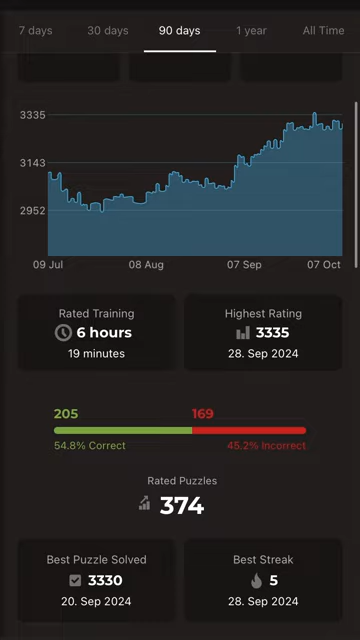 7 days 30 days 90 days 1 year All Time
3335
3143
2952
09 Jul 08 Aug 07 Sep 07 Oct
Rated Training
6 hours
19 minutes
Highest Rating
3335
28. Sep 2024
205 169
54.8% Correct 45.2% Incorrect
Rated Puzzles
374
Best Puzzle Solved
3330
20. Sep 2024
Best Streak
5
28. Sep 2024